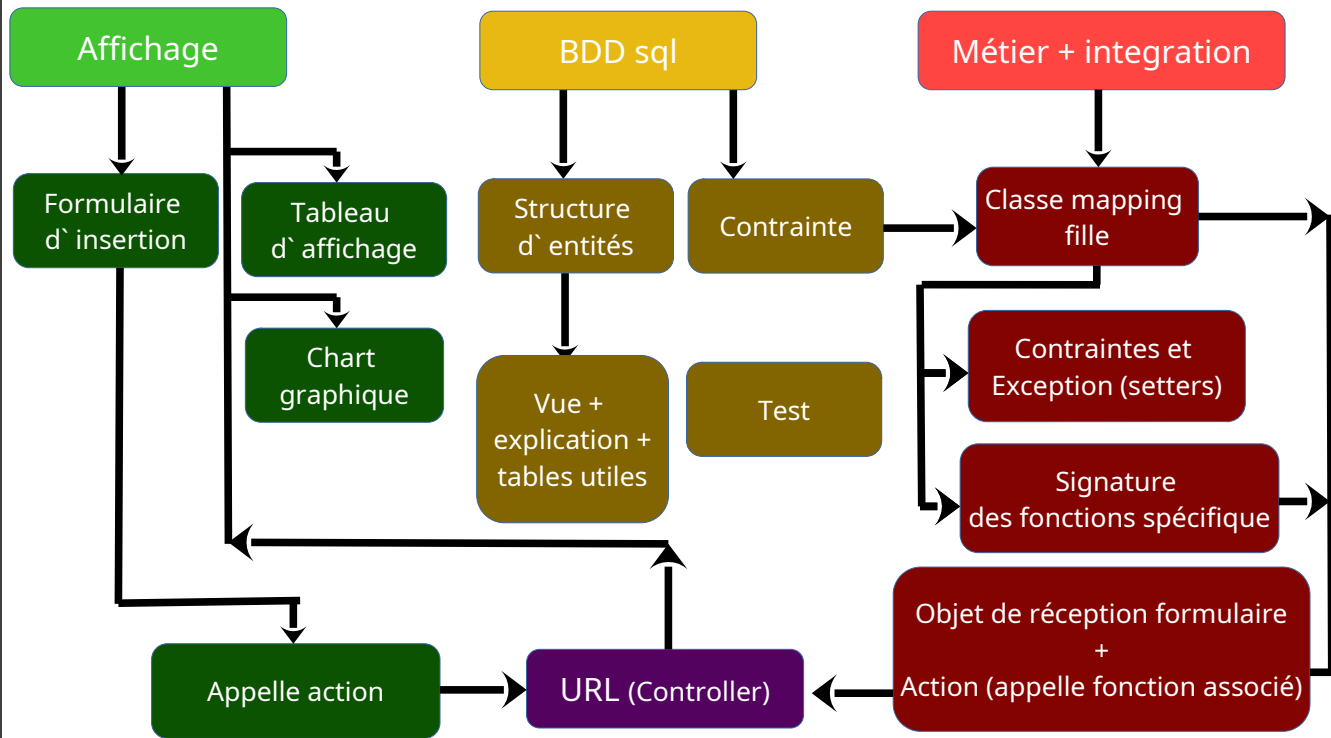 Affichage
BDD sql
Métier + integration
Formulaire
d` insertion
Tableau
d` affichage
Structure
d` entités
Contrainte
Classe mapping
fille
Chart
graphique
Vue +
explication +
tables utiles
Test
Contraintes et
Exception (setters)
Signature
des fonctions spécifique
Objet de réception formulaire
+
Action (appelle fonction associé)
Appelle action
URL (Controller)